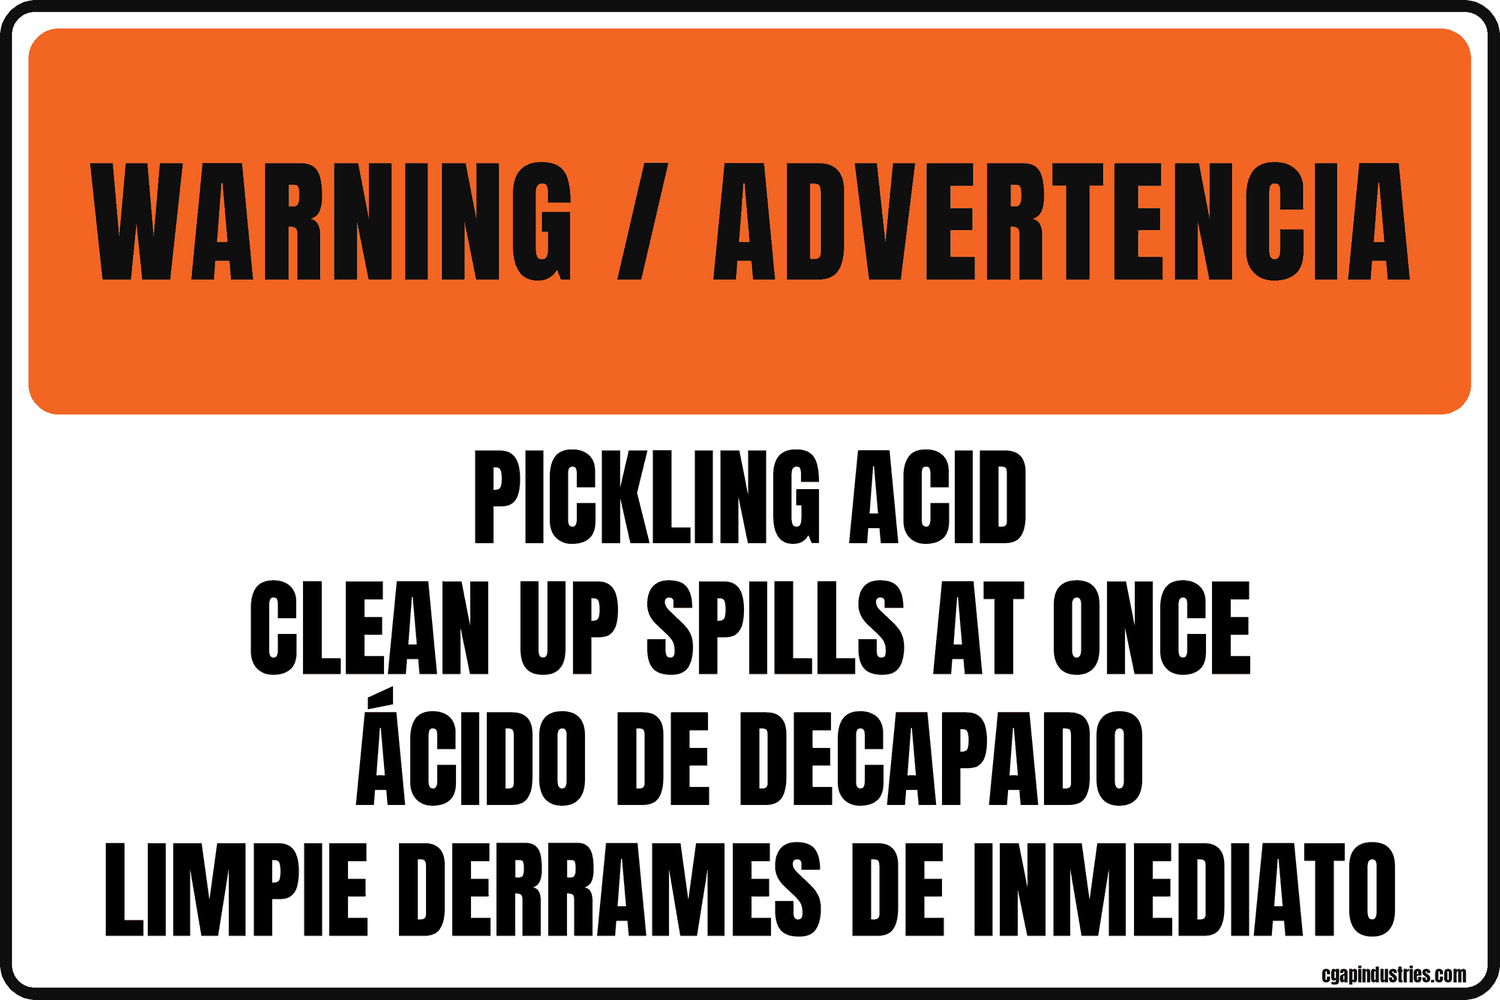 WARNING / ADVERTENCIA
PICKLING ACID
CLEAN UP SPILLS AT ONCE
ÁCIDO DE DECAPADO
LIMPIE DERRAMES DE INMEDIATO
cgapindustries.com